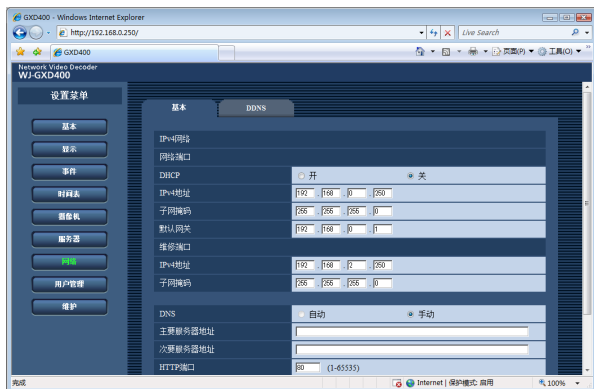 GXD400 - Windows Internet Explorer
http://192.168.0.250/
Live Search
GXD400
页面(P) 工具(O)
Network Video Decoder
WJ-GXD400
设置菜单
基本
显示
事件
时间表
摄像机
服务器
网络
用户管理
维护
基本 DDNS
IPv4网络
网络端口
DHCP 开 关
IPv4地址 192 . 168 . 0 . 250
子网掩码 255 . 255 . 255 . 0
默认网关 192 . 168 . 0 . 1
维修端口
IPv4地址 192 . 168 . 2 . 250
子网掩码 255 . 255 . 255 . 0
DNS 自动 手动
主要服务器地址
次要服务器地址
HTTP端口 80 (1-65535)
完成 Internet | 保护模式: 启用 100%